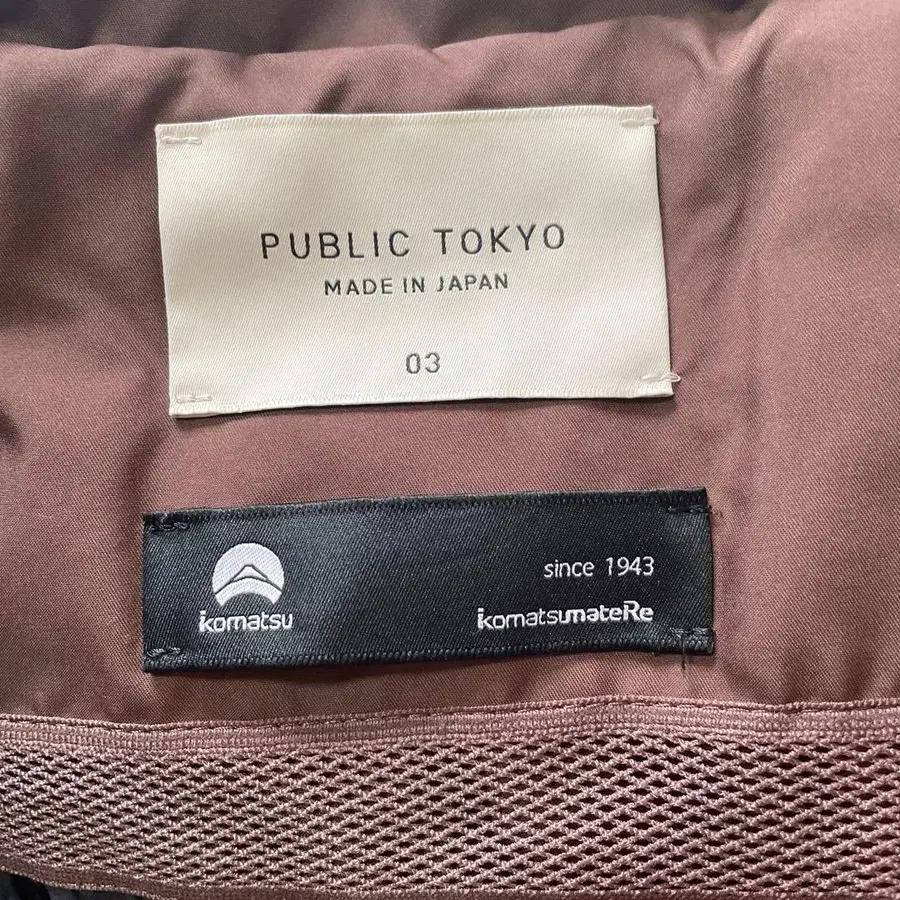 PUBLIC TOKYO
MADE IN JAPAN
03
komatsu
since 1943
komatsumateRe